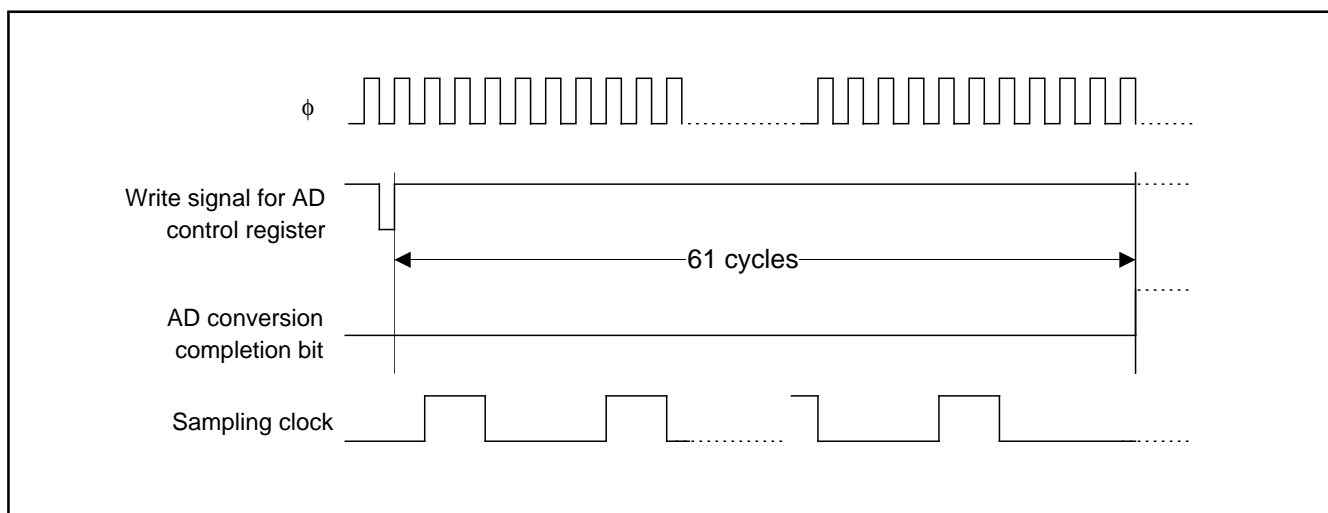 ϕ
Write signal for AD
control register
61 cycles
AD conversion
completion bit
Sampling clock